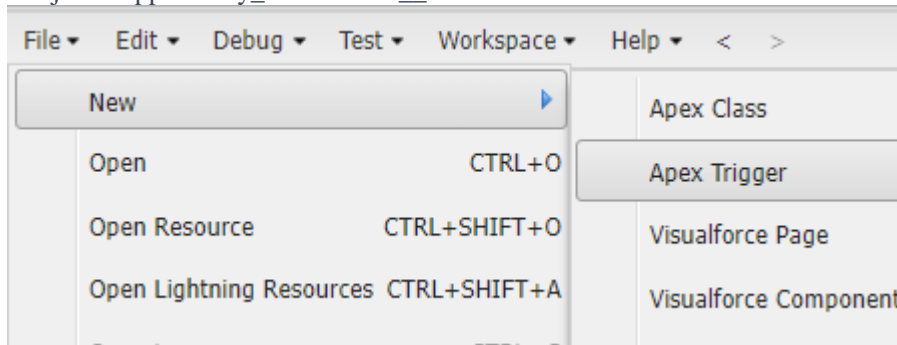 File Edit Debug Test Workspace Help < >
New
Apex Class
Open CTRL+O
Apex Trigger
Open Resource CTRL+SHIFT+O
Visualforce Page
Open Lightning Resources CTRL+SHIFT+A
Visualforce Component